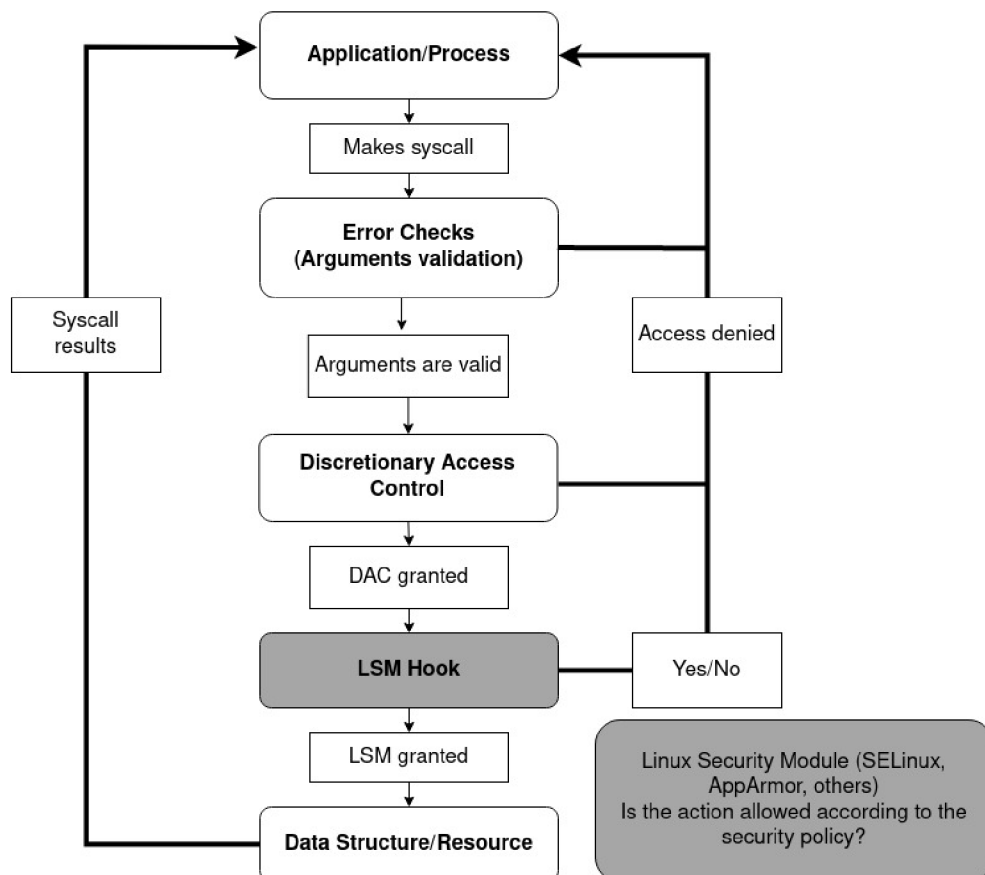 Application/Process
Makes syscall
Error Checks
(Arguments validation)
Syscall
results
Access denied
Arguments are valid
Discretionary Access
Control
DAC granted
LSM Hook
Yes/No
LSM granted
Linux Security Module (SELinux,
AppArmor, others)
Is the action allowed according to the
security policy?
Data Structure/Resource